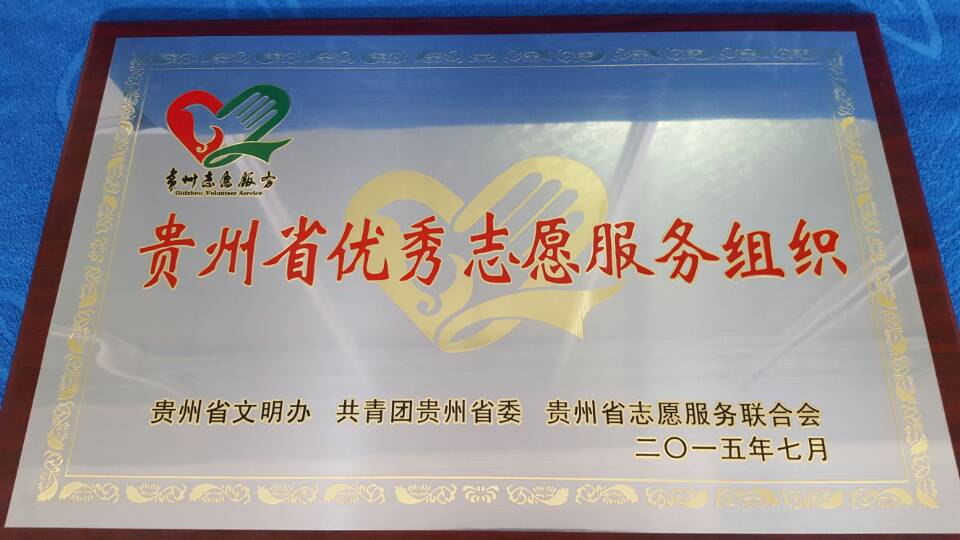 贵州志愿服务
Guizhou Volunteer Service
贵州省优秀志愿服务组织
贵州省文明办 共青团贵州省委 贵州省志愿服务联合会
二〇一五年七月